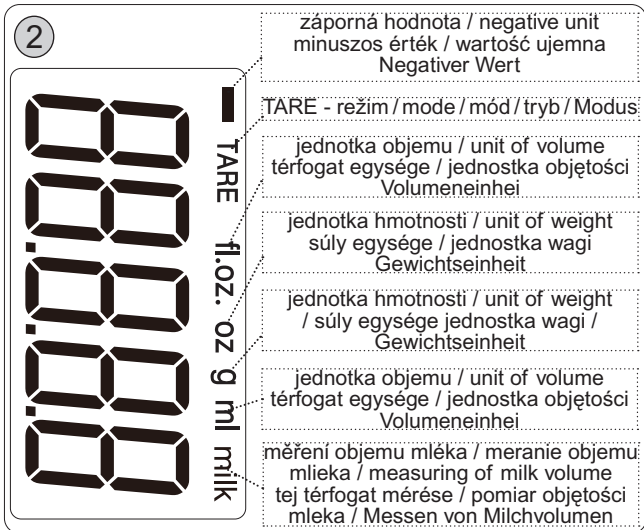 2
záporná hodnota / negative unit
minuszos érték / wartość ujemna
Negativer Wert
TARE - režim / mode / mód / tryb / Modus
jednotka objemu / unit of volume
térfogat egysége / jednostka objętości
Volumeneinhei
jednotka hmotnosti / unit of weight
súly egysége / jednostka wagi
Gewichtseinheit
jednotka hmotnosti / unit of weight
/ súly egysége jednostka wagi /
Gewichtseinheit
jednotka objemu / unit of volume
térfogat egysége / jednostka objętości
Volumeneinhei
měření objemu mléka / meranie objemu
mlieka / measuring of milk volume
tej térfogat mérése / pomiar objętości
mleka / Messen von Milchvolumen
8.8.8.88
TARE fl.oz. oz g ml milk